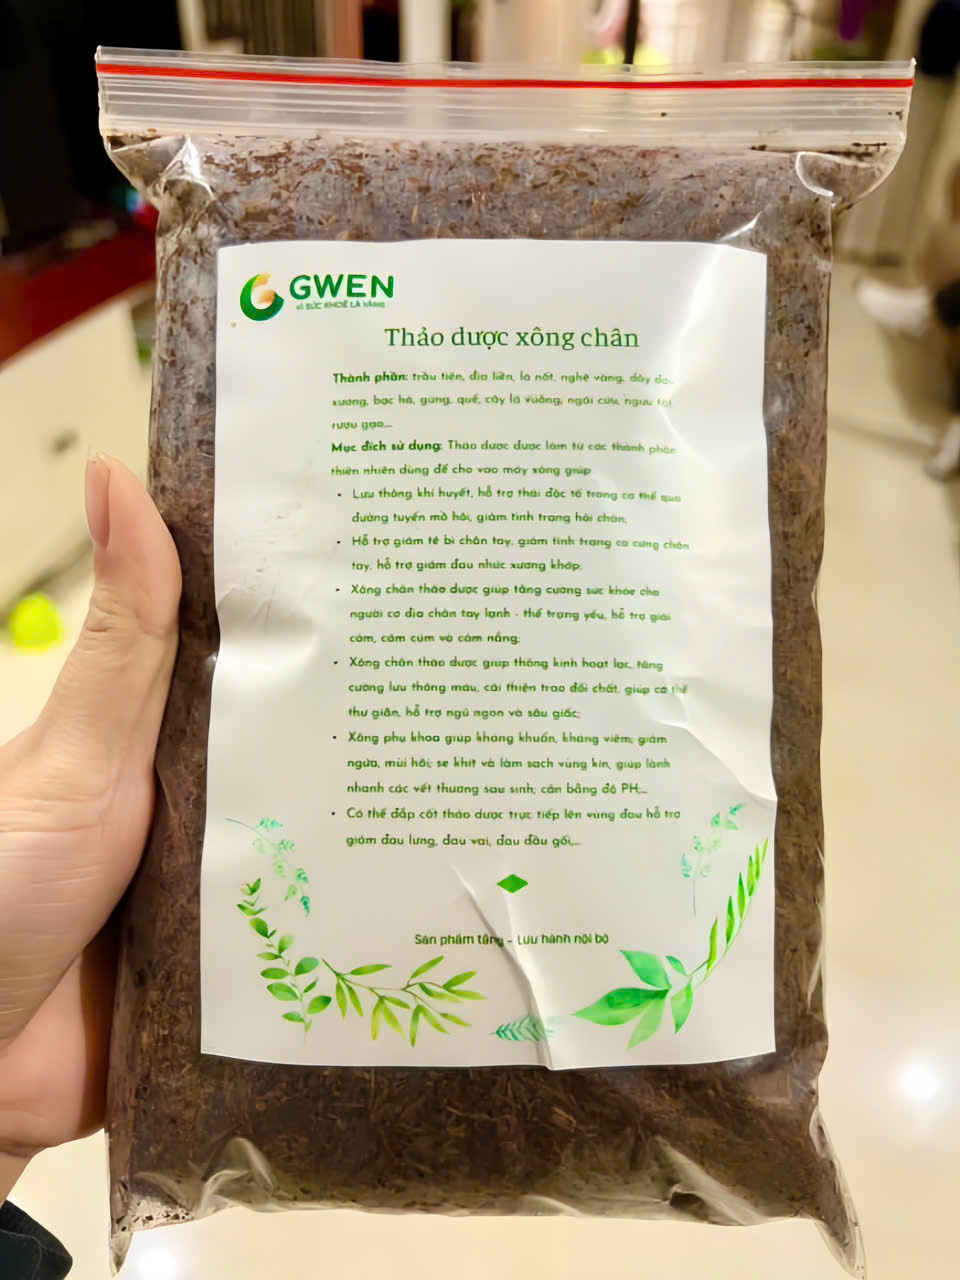 GWEN
VÌ SỨC KHOẺ LÀ VÀNG
Thảo dược xông chân
Thành phần: trầu tiên, địa liền, lá nốt, nghệ vàng, dây đau
xương, bạc hà, gừng, quế, cây lá vuông, ngải cứu, ngưu tất
rượu gạo,...
Mục đích sử dụng: Thảo dược được làm từ các thành phần
thiên nhiên dùng để cho vào máy xông giúp
• Lưu thông khí huyết, hỗ trợ thải độc tố trong cơ thể qua
đường tuyến mồ hôi, giảm tình trạng hôi chân;
• Hỗ trợ giảm tê bì chân tay, giảm tình trạng co cứng chân
tay, hỗ trợ giảm đau nhức xương khớp;
• Xông chân thảo dược giúp tăng cường sức khỏe cho
người cơ địa chân tay lạnh - thể trạng yếu, hỗ trợ giải
cảm, cảm cúm và cảm nắng;
• Xông chân thảo dược giúp thông kinh hoạt lạc, tăng
cường lưu thông máu, cải thiện trao đổi chất, giúp cơ thể
thư giãn, hỗ trợ ngủ ngon và sâu giấc;
• Xông phụ khoa giúp kháng khuẩn, kháng viêm; giảm
ngứa, mùi hôi; se khít và làm sạch vùng kín, giúp lành
nhanh các vết thương sau sinh; cân bằng độ PH;...
• Có thể đắp cốt thảo dược trực tiếp lên vùng đau hỗ trợ
giảm đau lưng, đau vai, đau đầu gối,...
Sản phẩm tặng - Lưu hành nội bộ